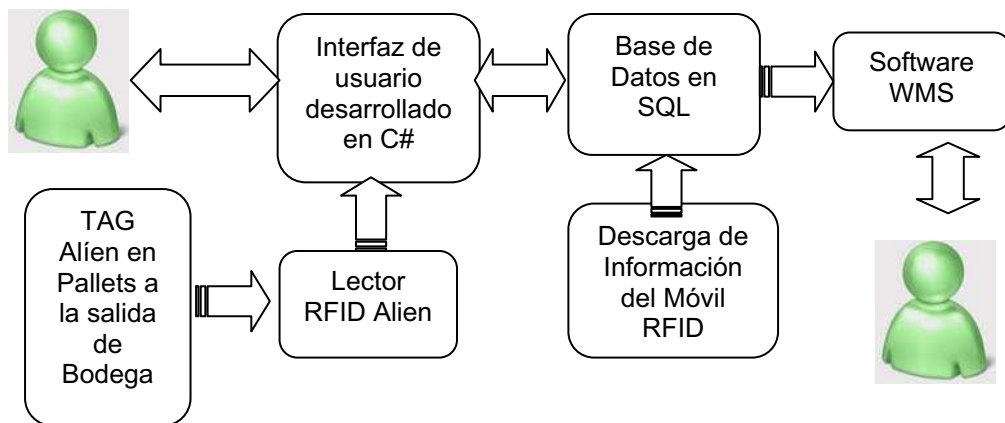 Interfaz de
usuario
desarrollado
en C#
Base de
Datos en
SQL
Software
WMS
TAG
Alíen en
Pallets a
la salida
de
Bodega
Lector
RFID Alien
Descarga de
Información
del Móvil
RFID